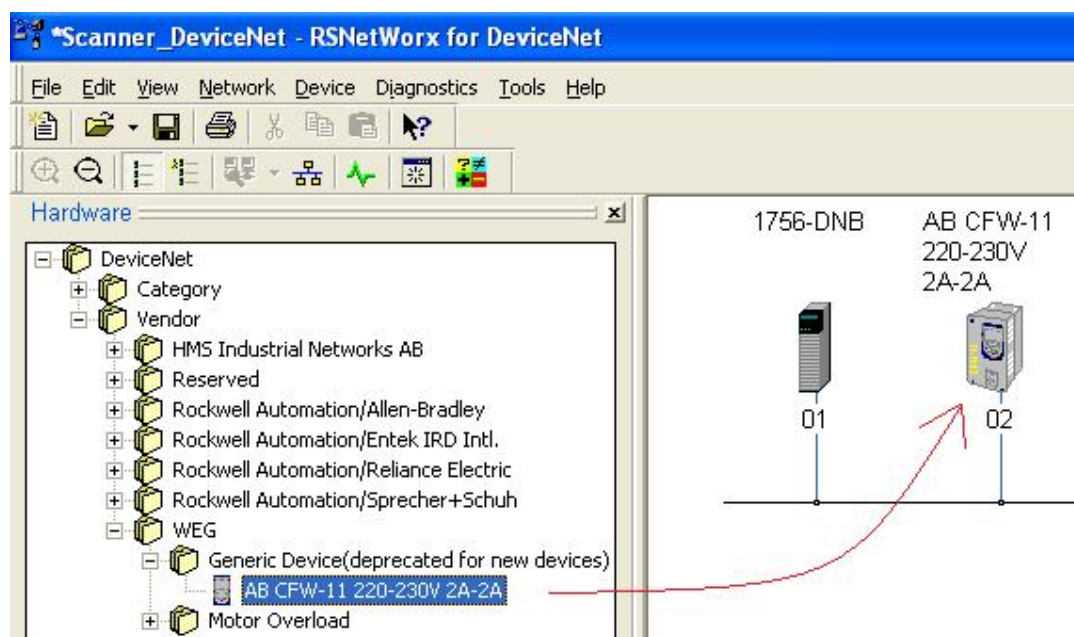 *Scanner_DeviceNet - RSNetWorx for DeviceNet
File Edit View Network Device Diagnostics Tools Help
Hardware
DeviceNet
Category
Vendor
HMS Industrial Networks AB
Reserved
Rockwell Automation/Allen-Bradley
Rockwell Automation/Entek IRD Intl.
Rockwell Automation/Reliance Electric
Rockwell Automation/Sprecher+Schuh
WEG
Generic Device(deprecated for new devices)
AB CFW-11 220-230V 2A-2A
Motor Overload
1756-DNB
AB CFW-11
220-230V
2A-2A
01
02